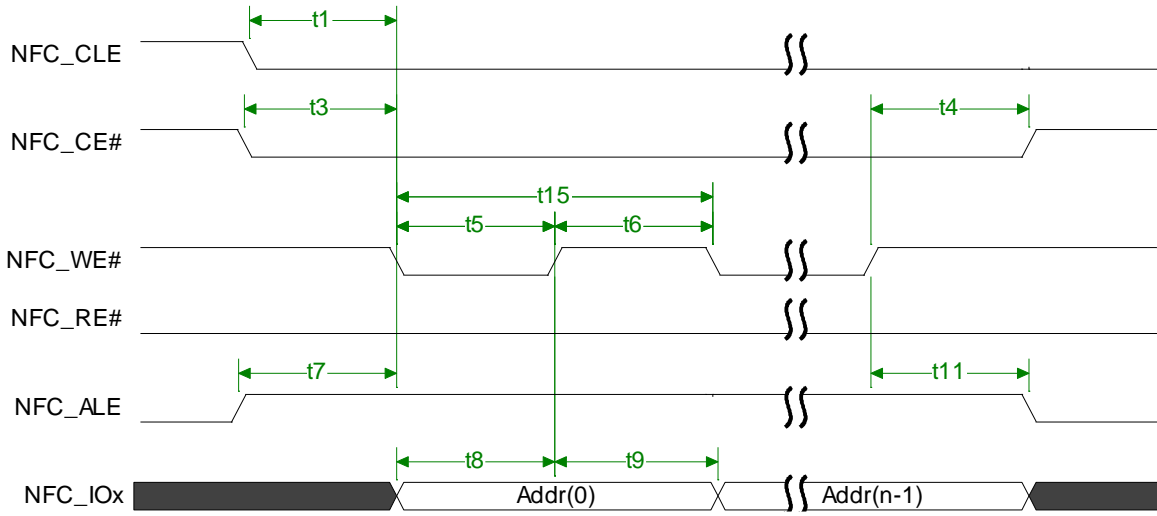 t1
NFC_CLE
t3
t4
NFC_CE#
t15
t5
t6
NFC_WE#
NFC_RE#
t7
t11
NFC_ALE
t8
t9
NFC_IOx
Addr(0)
Addr(n-1)